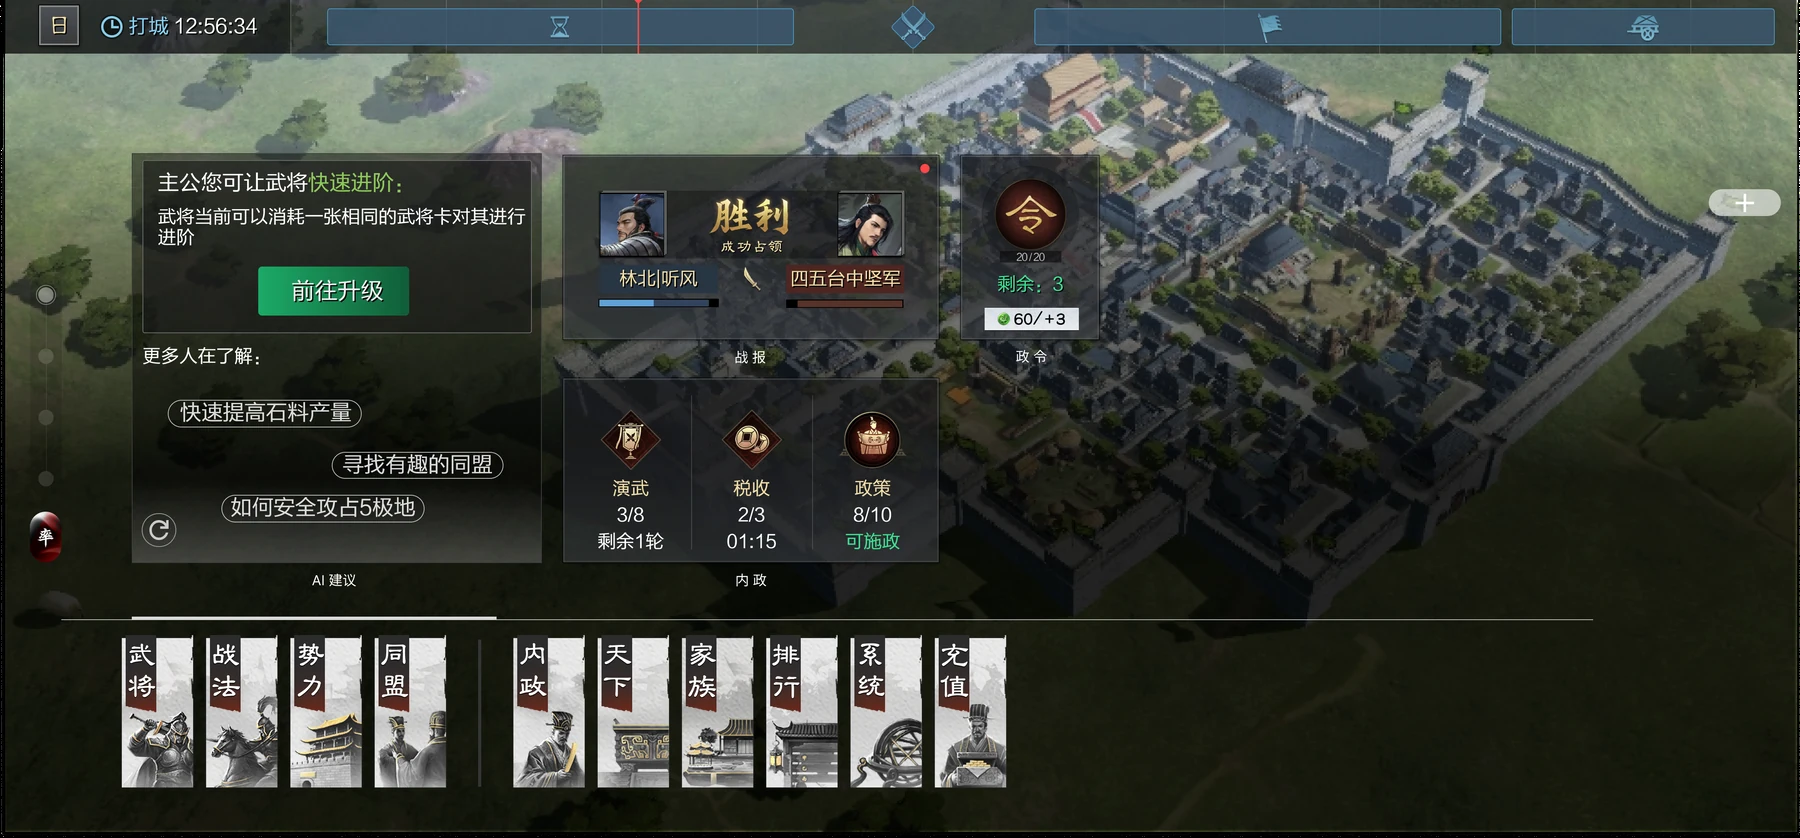 日
打城 12:56:34
主公您可让武将快速进阶：
武将当前可以消耗一张相同的武将卡对其进行
进阶
前往升级
更多人在了解：
快速提高石料产量
寻找有趣的同盟
如何安全攻占5极地
率
AI 建议
胜利
成功占领
林北|听风
四五台中坚军
战报
令
20/20
剩余：3
60/+3
政令
演武
3/8
剩余1轮
税收
2/3
01:15
政策
8/10
可施政
内政
武将
战法
势力
同盟
内政
天下
家族
排行
系统
充值